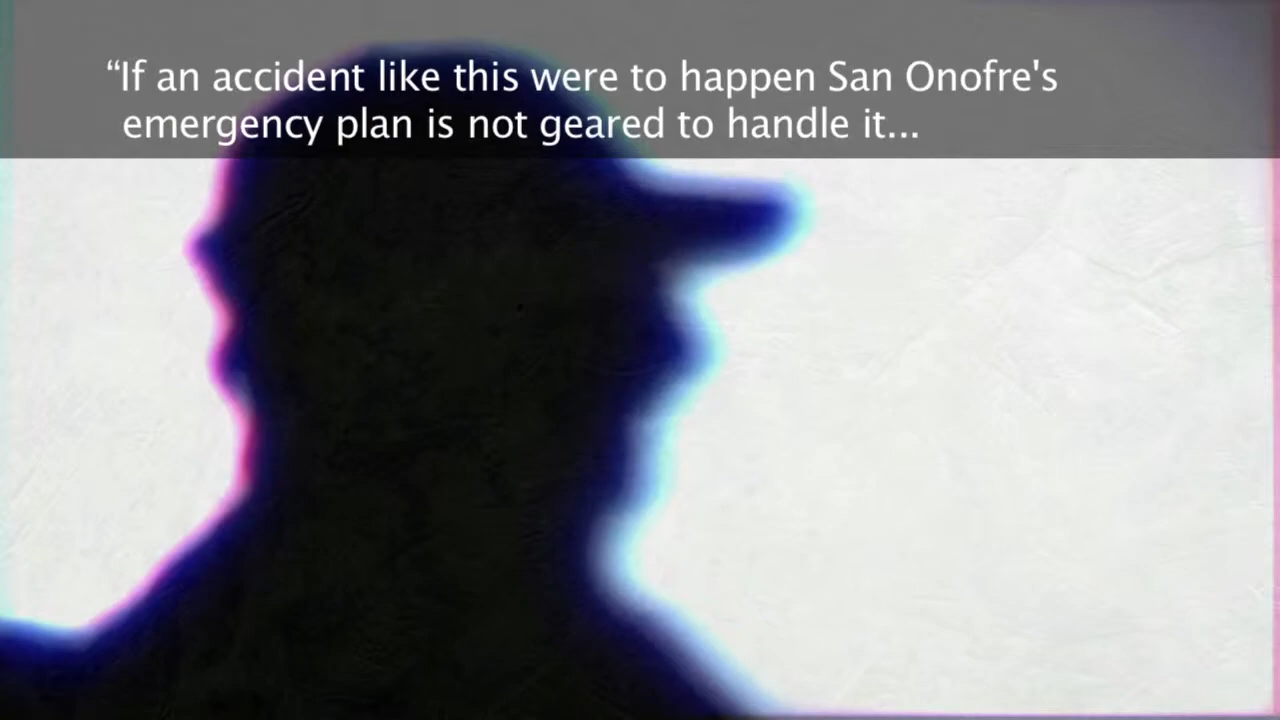 “If an accident like this were to happen San Onofre's
emergency plan is not geared to handle it...